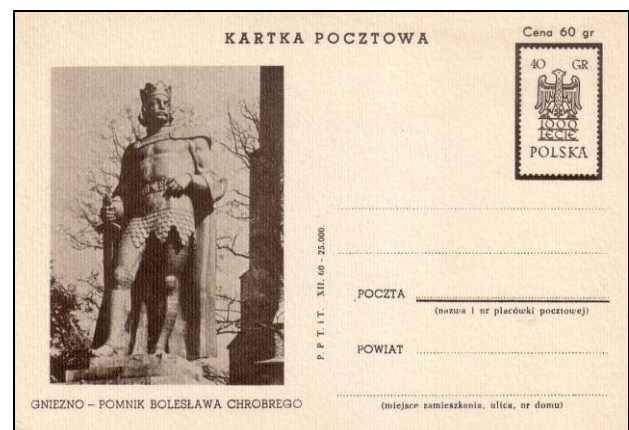 KARTKA POCZTOWA
Cena 60 gr
40 GR
1000
LECIE
POLSKA
P. P. T. i T. XII. 60 - 25.000.
POCZTA
(nazwa i nr placówki pocztowej)
POWIAT
(miejsce zamieszkania, ulica, nr domu)
GNIEZNO – POMNIK BOLESŁAWA CHROBREGO